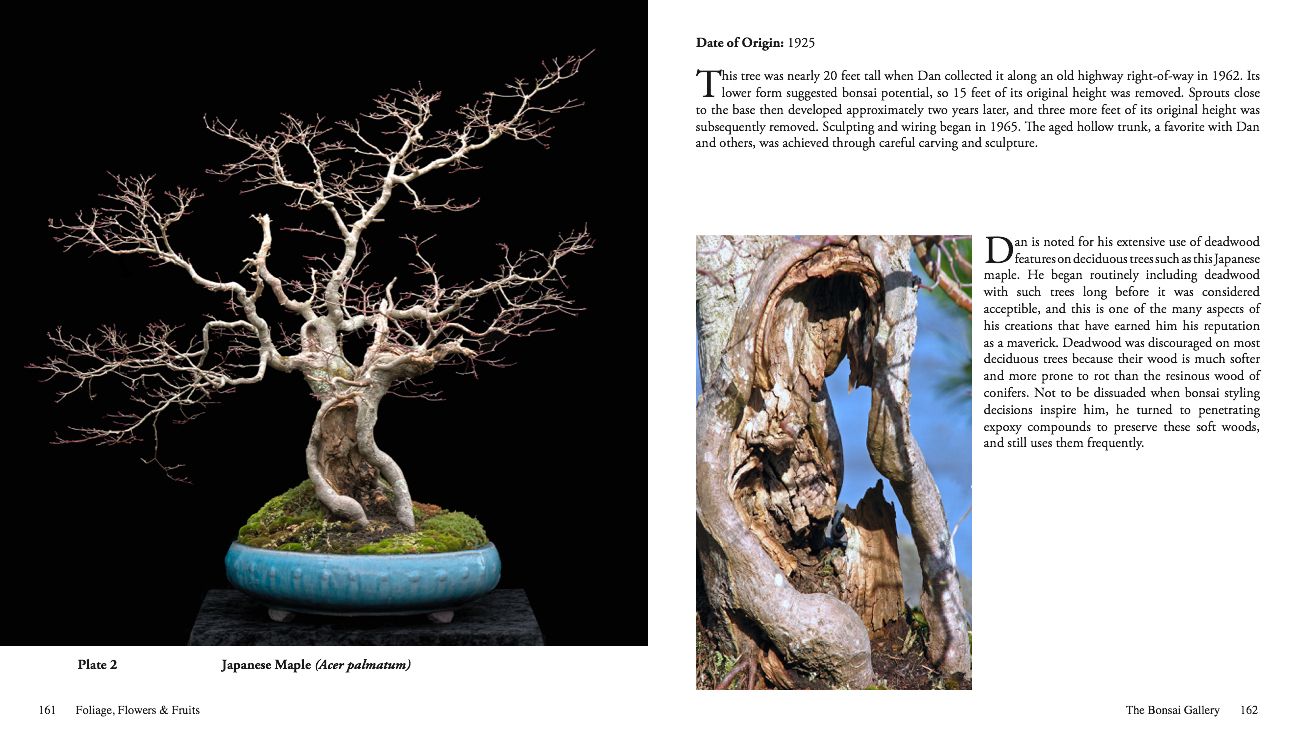 Plate 2 Japanese Maple (Acer palmatum)
161 Foliage, Flowers & Fruits
Date of Origin: 1925
This tree was nearly 20 feet tall when Dan collected it along an old highway right-of-way in 1962. Its
lower form suggested bonsai potential, so 15 feet of its original height was removed. Sprouts close
to the base then developed approximately two years later, and three more feet of its original height was
subsequently removed. Sculpting and wiring began in 1965. The aged hollow trunk, a favorite with Dan
and others, was achieved through careful carving and sculpture.
Dan is noted for his extensive use of deadwood
features on deciduous trees such as this Japanese
maple. He began routinely including deadwood
with such trees long before it was considered
acceptible, and this is one of the many aspects of
his creations that have earned him his reputation
as a maverick. Deadwood was discouraged on most
deciduous trees because their wood is much softer
and more prone to rot than the resinous wood of
conifers. Not to be dissuaded when bonsai styling
decisions inspire him, he turned to penetrating
expoxy compounds to preserve these soft woods,
and still uses them frequently.
The Bonsai Gallery 162